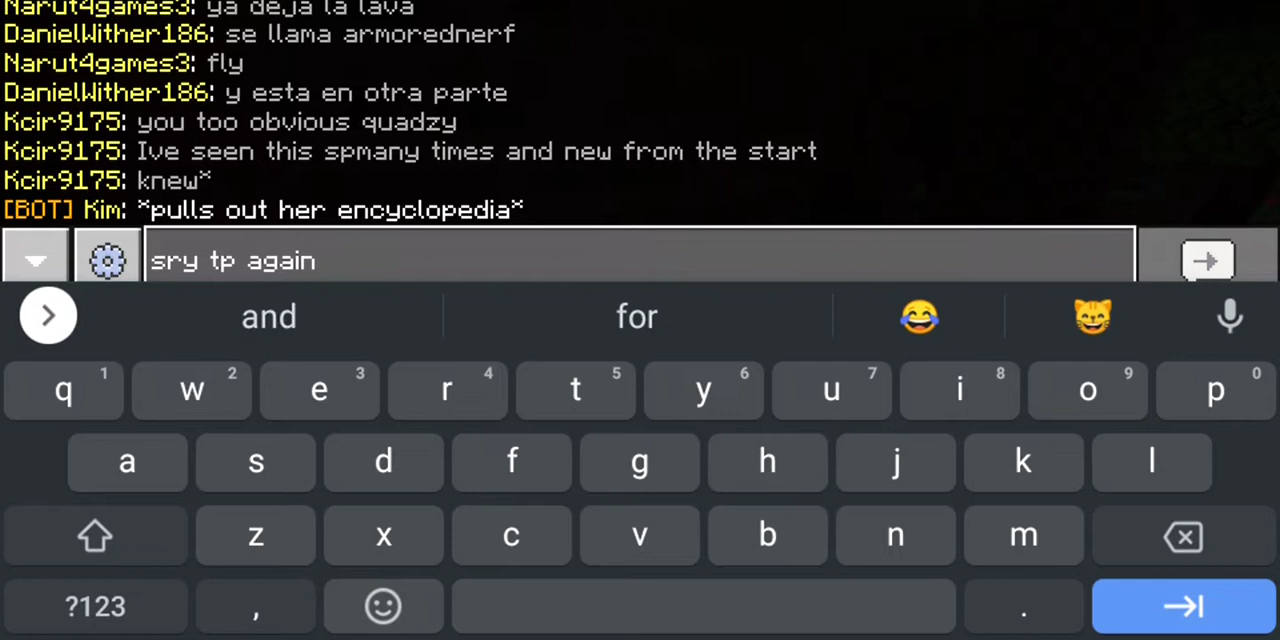 Narut4games3: ya deja la lava
DanielWither186: se llama armorednerf
Narut4games3: fly
DanielWither186: y esta en otra parte
Kcir9175: you too obvious quadzy
Kcir9175: Ive seen this spmany times and new from the start
Kcir9175: knew*
[BOT] Kim: *pulls out her encyclopedia*
sry tp again
and for 😂 😸
q 1 w 2 e 3 r 4 t 5 y 6 u 7 i 8 o 9 p 0
a s d f g h j k l
z x c v b n m
?123 , .